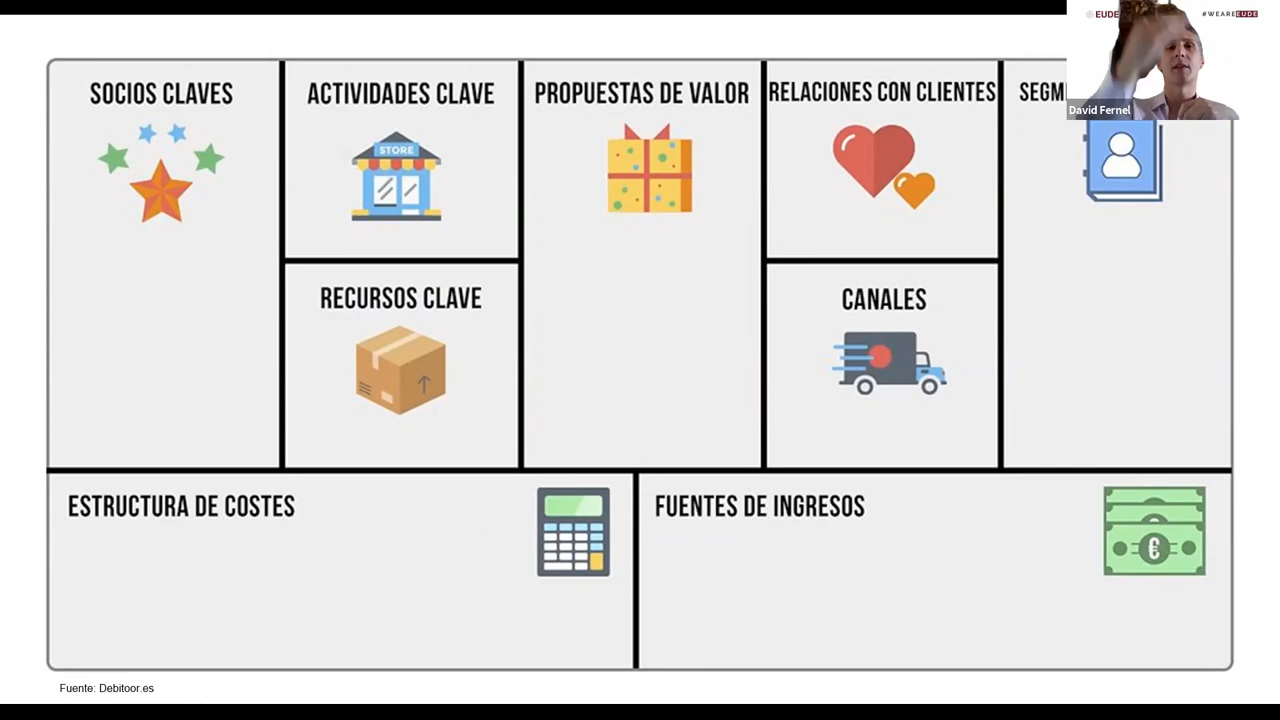 EUDE
#WEAREEUDE
David Fernel
SOCIOS CLAVES
ACTIVIDADES CLAVE
STORE
PROPUESTAS DE VALOR
RELACIONES CON CLIENTES
SEGM
RECURSOS CLAVE
CANALES
ESTRUCTURA DE COSTES
FUENTES DE INGRESOS
€
Fuente: Debitoor.es